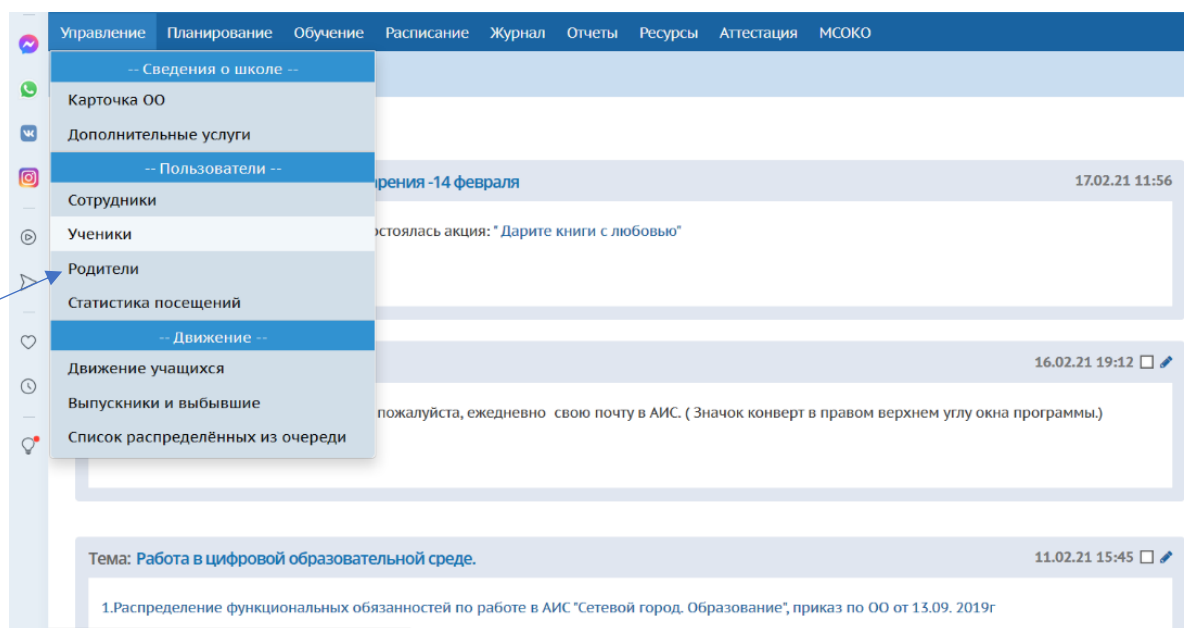 Управление Планирование Обучение Расписание Журнал Отчеты Ресурсы Аттестация МСОКО
-- Сведения о школе --
Карточка ОО
Дополнительные услуги
-- Пользователи --
Сотрудники
Ученики
Родители
Статистика посещений
-- Движение --
Движение учащихся
Выпускники и выбывшие
Список распределённых из очереди
рения -14 февраля 17.02.21 11:56
остоялась акция: " Дарите книги с любовью"
16.02.21 19:12
пожалуйста, ежедневно свою почту в АИС. ( Значок конверт в правом верхнем углу окна программы.)
Тема: Работа в цифровой образовательной среде. 11.02.21 15:45
1.Распределение функциональных обязанностей по работе в АИС "Сетевой город. Образование", приказ по ОО от 13.09. 2019г